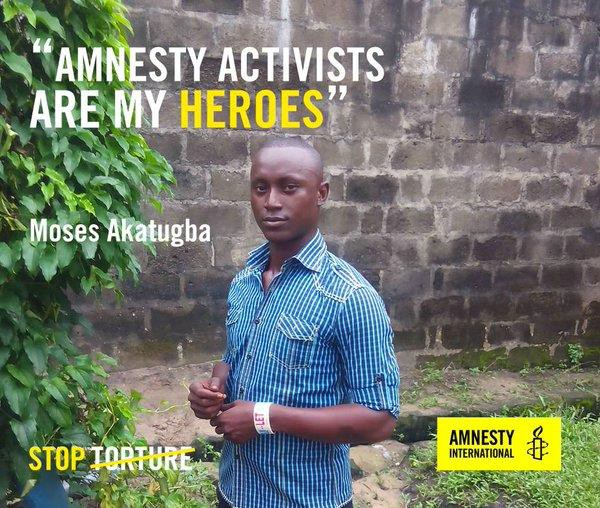 “AMNESTY ACTIVISTS
ARE MY HEROES”
Moses Akatugba
STOP TORTURE
AMNESTY
INTERNATIONAL